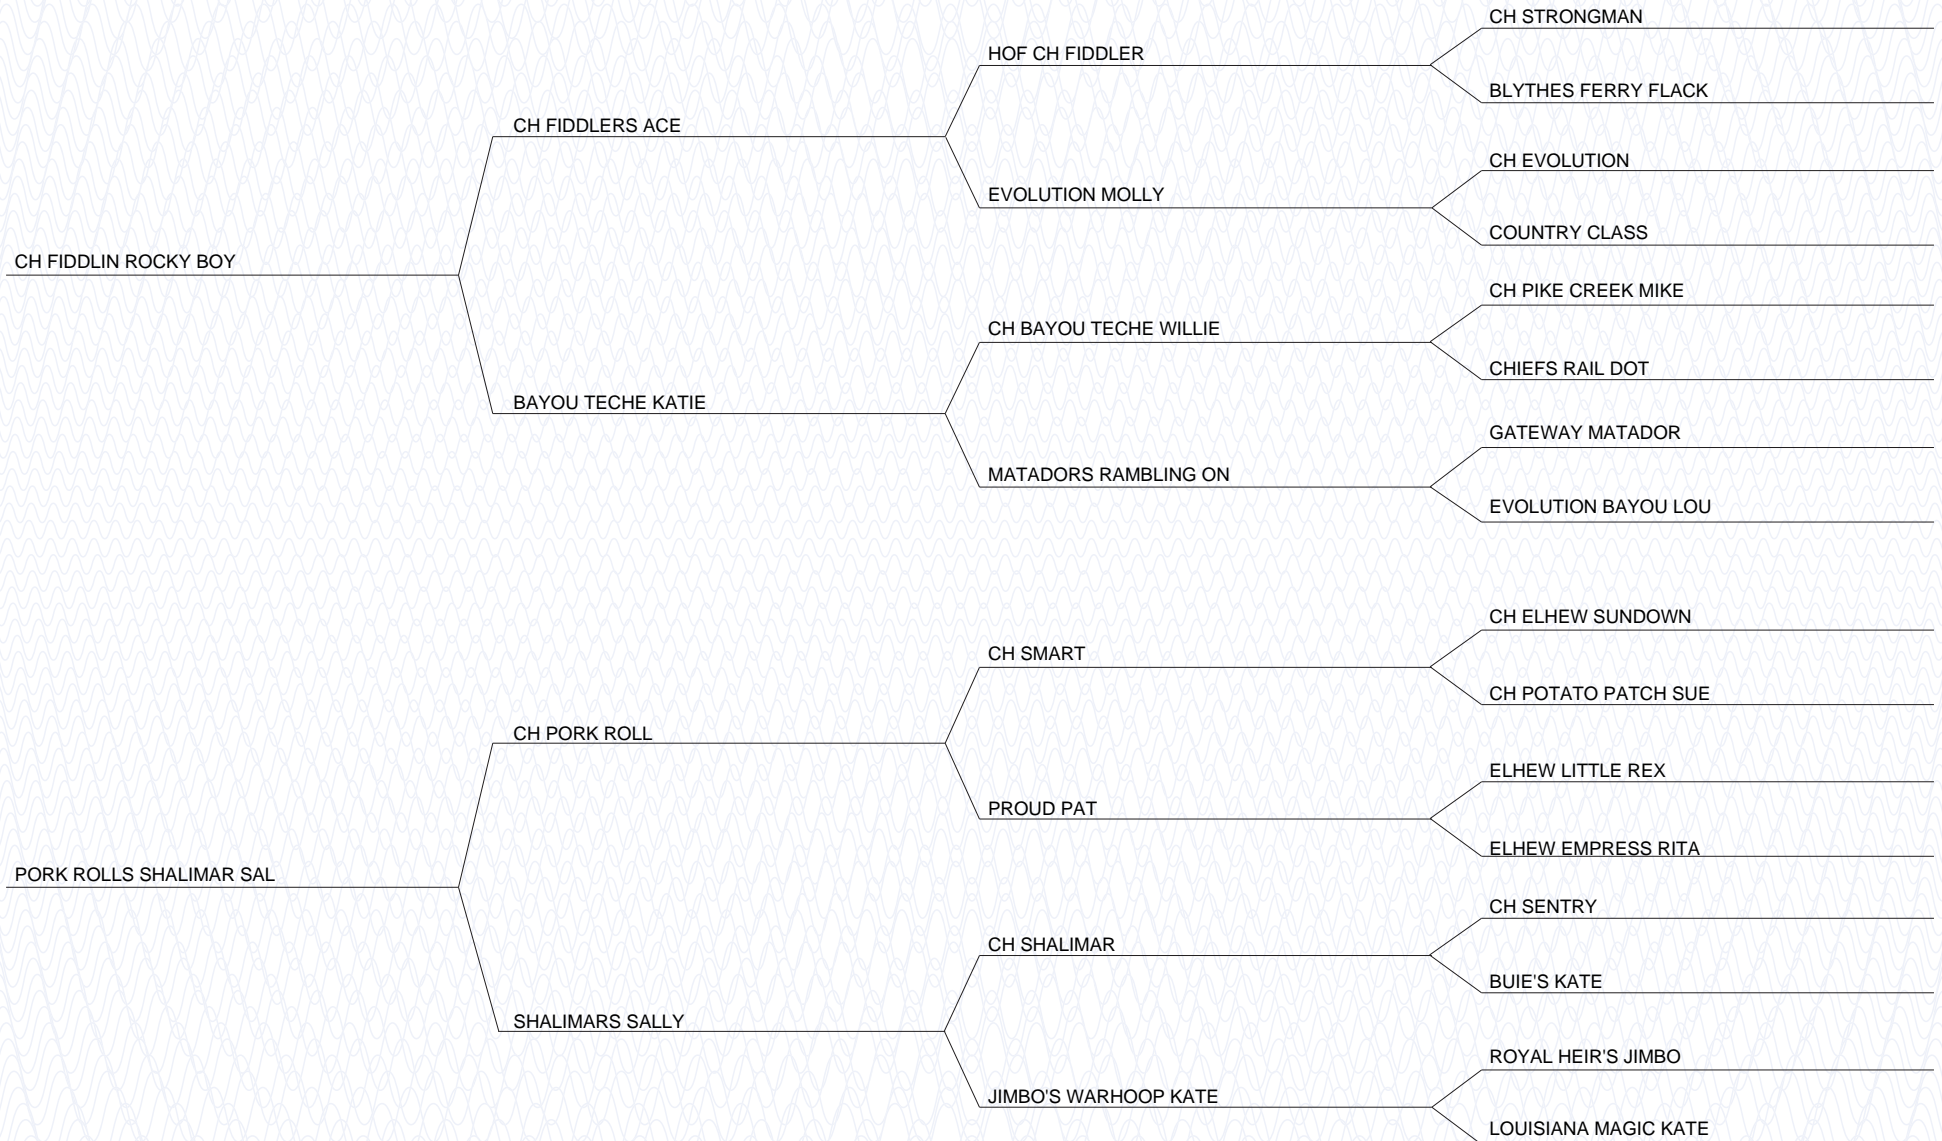 CH STRONGMAN
HOF CH FIDDLER
BLYTHES FERRY FLACK
CH FIDDLERS ACE
CH EVOLUTION
EVOLUTION MOLLY
COUNTRY CLASS
CH FIDDLIN ROCKY BOY
CH PIKE CREEK MIKE
CH BAYOU TECHE WILLIE
CHIEFS RAIL DOT
BAYOU TECHE KATIE
GATEWAY MATADOR
MATADORS RAMBLING ON
EVOLUTION BAYOU LOU
CH ELHEW SUNDOWN
CH SMART
CH POTATO PATCH SUE
CH PORK ROLL
ELHEW LITTLE REX
PROUD PAT
ELHEW EMPRESS RITA
PORK ROLLS SHALIMAR SAL
CH SENTRY
CH SHALIMAR
BUIE'S KATE
SHALIMARS SALLY
ROYAL HEIR'S JIMBO
JIMBO'S WARHOOP KATE
LOUISIANA MAGIC KATE